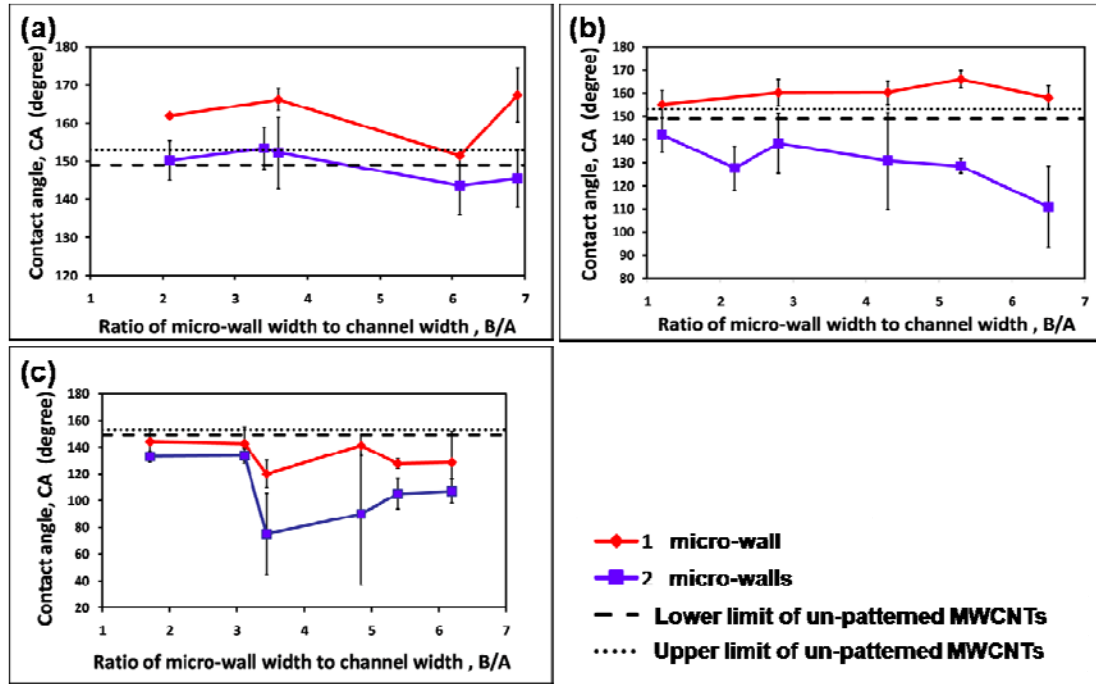 (a)
180
170
160
150
140
130
120
Contact angle, CA (degree)
1 2 3 4 5 6 7
Ratio of micro-wall width to channel width , B/A
(b)
180
170
160
150
140
130
120
110
100
90
80
Contact angle, CA (degree)
1 2 3 4 5 6 7
Ratio of micro-wall width to channel width , B/A
(c)
180
160
140
120
100
80
60
40
20
Contact angle, CA (degree)
1 2 3 4 5 6 7
Ratio of micro-wall width to channel width , B/A
1 micro-wall
2 micro-walls
Lower limit of un-patterned MWCNTs
Upper limit of un-patterned MWCNTs